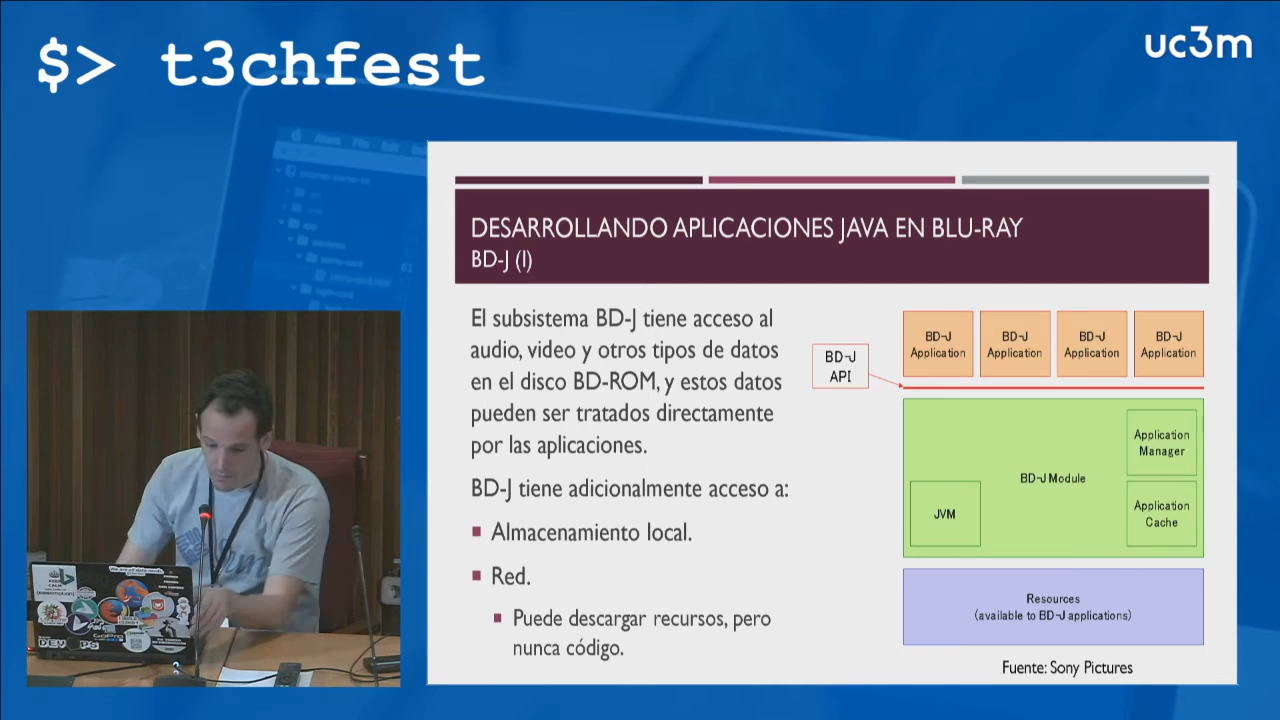 $> t3chfest
uc3m
DESARROLLANDO APLICACIONES JAVA EN BLU-RAY
BD-J (I)
El subsistema BD-J tiene acceso al
audio, video y otros tipos de datos
en el disco BD-ROM, y estos datos
pueden ser tratados directamente
por las aplicaciones.
BD-J tiene adicionalmente acceso a:
Almacenamiento local.
Red.
Puede descargar recursos, pero
nunca código.
BD-J
API
BD-J
Application
BD-J
Application
BD-J
Application
BD-J
Application
Application
Manager
BD-J Module
JVM
Application
Cache
Resources
(available to BD-J applications)
Fuente: Sony Pictures
GoPro
DEV